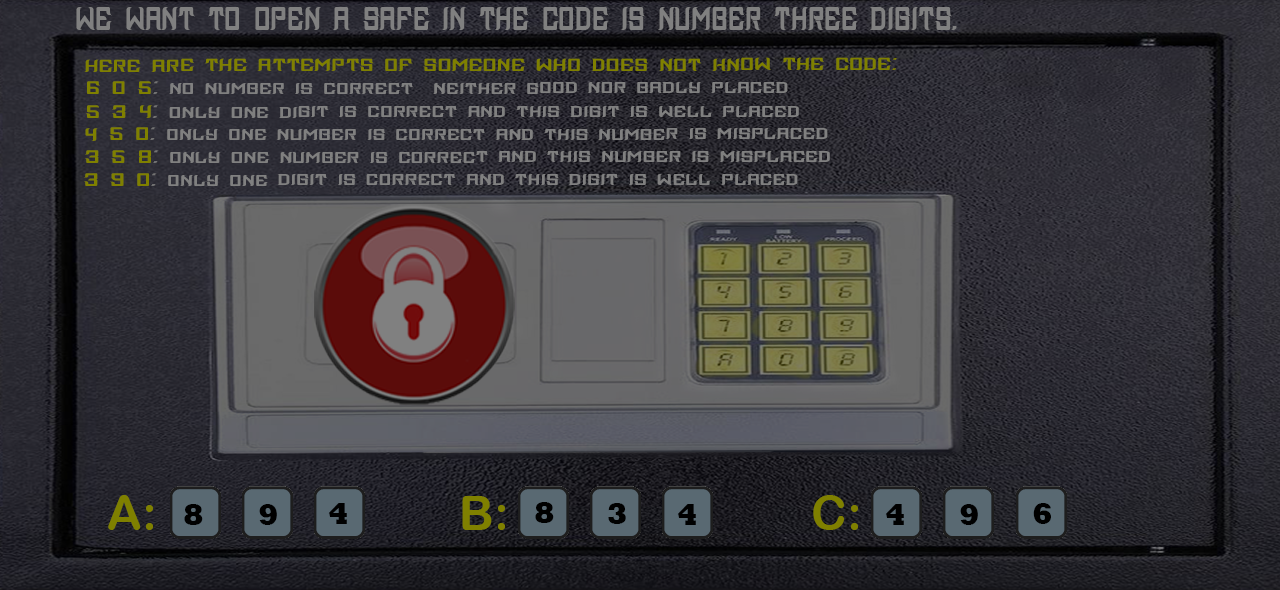 WE WANT TO OPEN A SAFE IN THE CODE IS NUMBER THREE DIGITS.
HERE ARE THE ATTEMPTS OF SOMEONE WHO DOES NOT KNOW THE CODE:
6 0 5: NO NUMBER IS CORRECT NEITHER GOOD NOR BADLY PLACED
5 3 4: ONLY ONE DIGIT IS CORRECT AND THIS DIGIT IS WELL PLACED
4 5 0: ONLY ONE NUMBER IS CORRECT AND THIS NUMBER IS MISPLACED
3 5 8: ONLY ONE NUMBER IS CORRECT AND THIS NUMBER IS MISPLACED
3 9 0: ONLY ONE DIGIT IS CORRECT AND THIS DIGIT IS WELL PLACED
READY LOW BATTERY PROCEED
1 2 3
4 5 6
7 8 9
A 0 B
A: 8 9 4 B: 8 3 4 C: 4 9 6